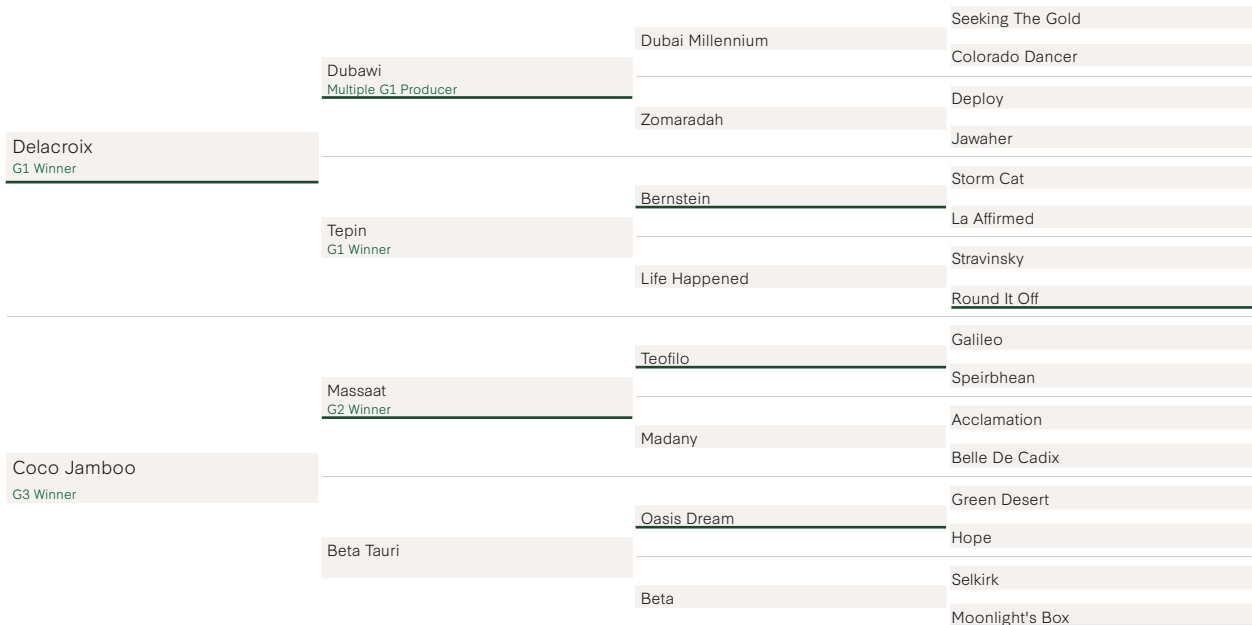 Delacroix
G1 Winner
Coco Jamboo
G3 Winner
Dubawi
Multiple G1 Producer
Tepin
G1 Winner
Massaat
G2 Winner
Beta Tauri
Dubai Millennium
Zomaradah
Bernstein
Life Happened
Teofilo
Madany
Oasis Dream
Beta
Seeking The Gold
Colorado Dancer
Deploy
Jawaher
Storm Cat
La Affirmed
Stravinsky
Round It Off
Galileo
Speirbhean
Acclamation
Belle De Cadix
Green Desert
Hope
Selkirk
Moonlight's Box